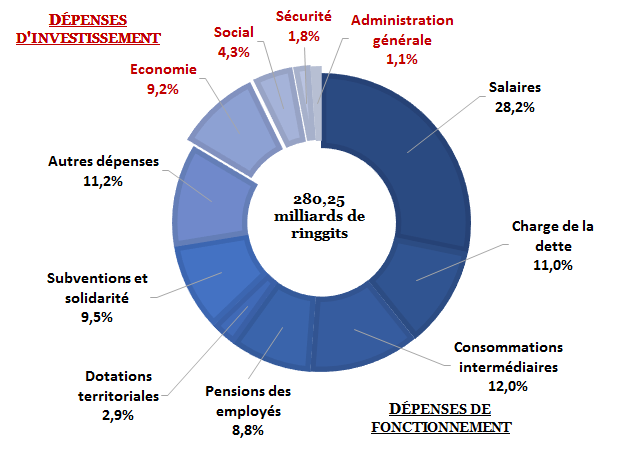 DÉPENSES
D'INVESTISSEMENT
Social
4,3%
Sécurité
1,8%
Administration
générale
1,1%
Economie
9,2%
Salaires
28,2%
Autres dépenses
11,2%
280,25
milliards de
ringgits
Charge de la
dette
11,0%
Subventions et
solidarité
9,5%
Consommations
intermédiaires
12,0%
Dotations
territoriales
2,9%
Pensions des
employés
8,8%
DÉPENSES DE
FONCTIONNEMENT